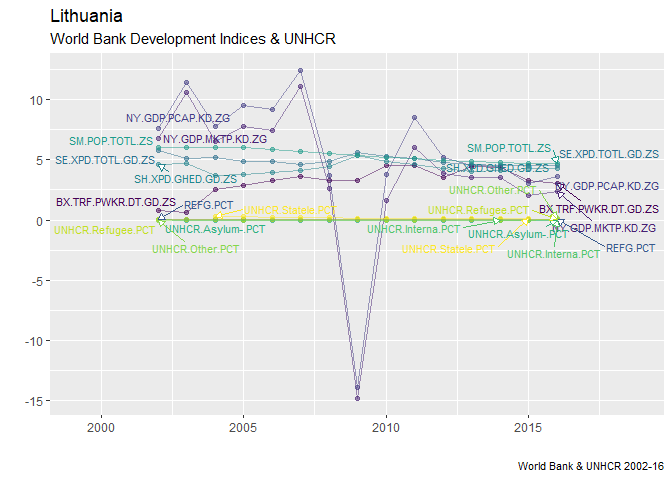 Lithuania
World Bank Development Indices & UNHCR
10
5
0
-5
-10
-15
NY.GDP.PCAP.KD.ZG
SM.POP.TOTL.ZS
NY.GDP.MKTP.KD.ZG
SE.XPD.TOTL.GD.ZS
SH.XPD.GHED.GD.ZS
BX.TRF.PWKR.DT.GD.ZS
REFG.PCT
UNHCR.Statele.PCT
UNHCR.Refugee.PCT
UNHCR.Asylum-.PCT
UNHCR.Other.PCT
SM.POP.TOTL.ZS
SE.XPD.TOTL.GD.ZS
SH.XPD.GHED.GD.ZS
NY.GDP.PCAP.KD.ZG
UNHCR.Other.PCT
UNHCR.Refugee.PCT
BX.TRF.PWKR.DT.GD.ZS
UNHCR.Interna.PCT
UNHCR.Asylum-.PCT
NY.GDP.MKTP.KD.ZG
UNHCR.Statele.PCT
UNHCR.Interna.PCT
REFG.PCT
2000
2005
2010
2015
World Bank & UNHCR 2002-16